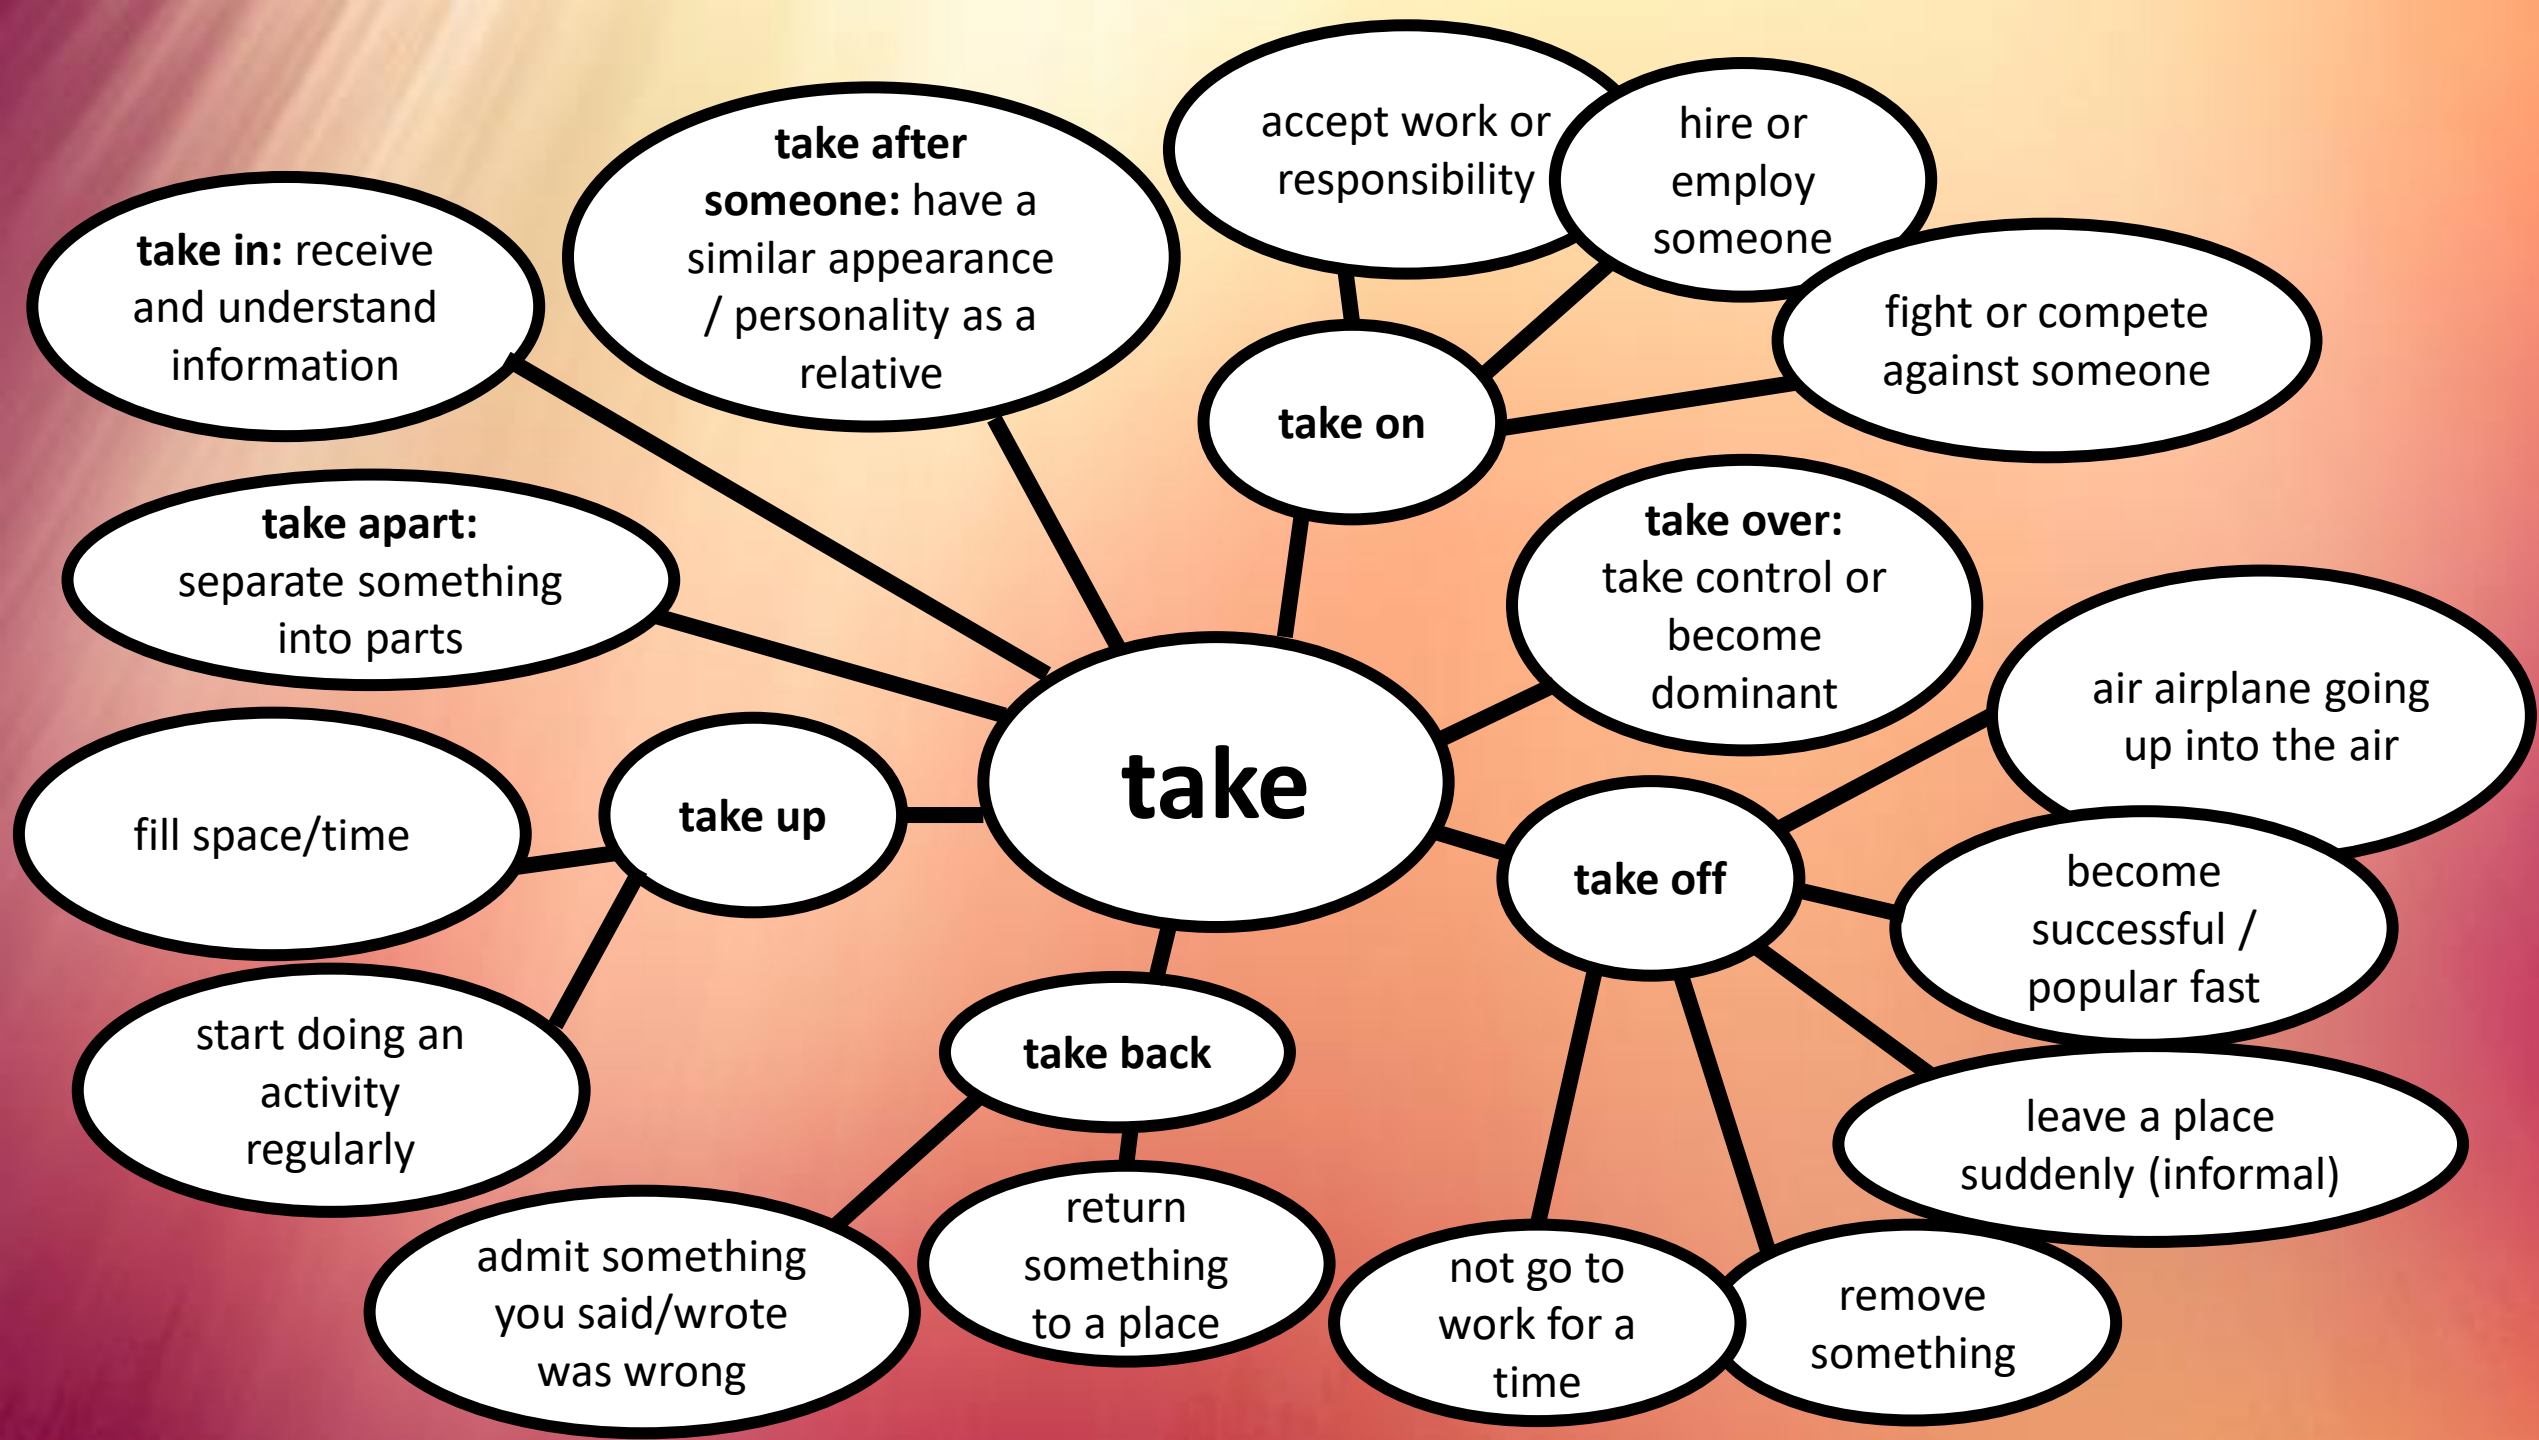 take in: receive
and understand
information
take after
someone: have a
similar appearance
/ personality as a
relative
accept work or
responsibility
hire or
employ
someone
fight or compete
against someone
take on
take apart:
separate something
into parts
take over:
take control or
become
dominant
air airplane going
up into the air
take
fill space/time
take up
take off
become
successful /
popular fast
start doing an
activity
regularly
take back
leave a place
suddenly (informal)
admit something
you said/wrote
was wrong
return
something
to a place
not go to
work for a
time
remove
something